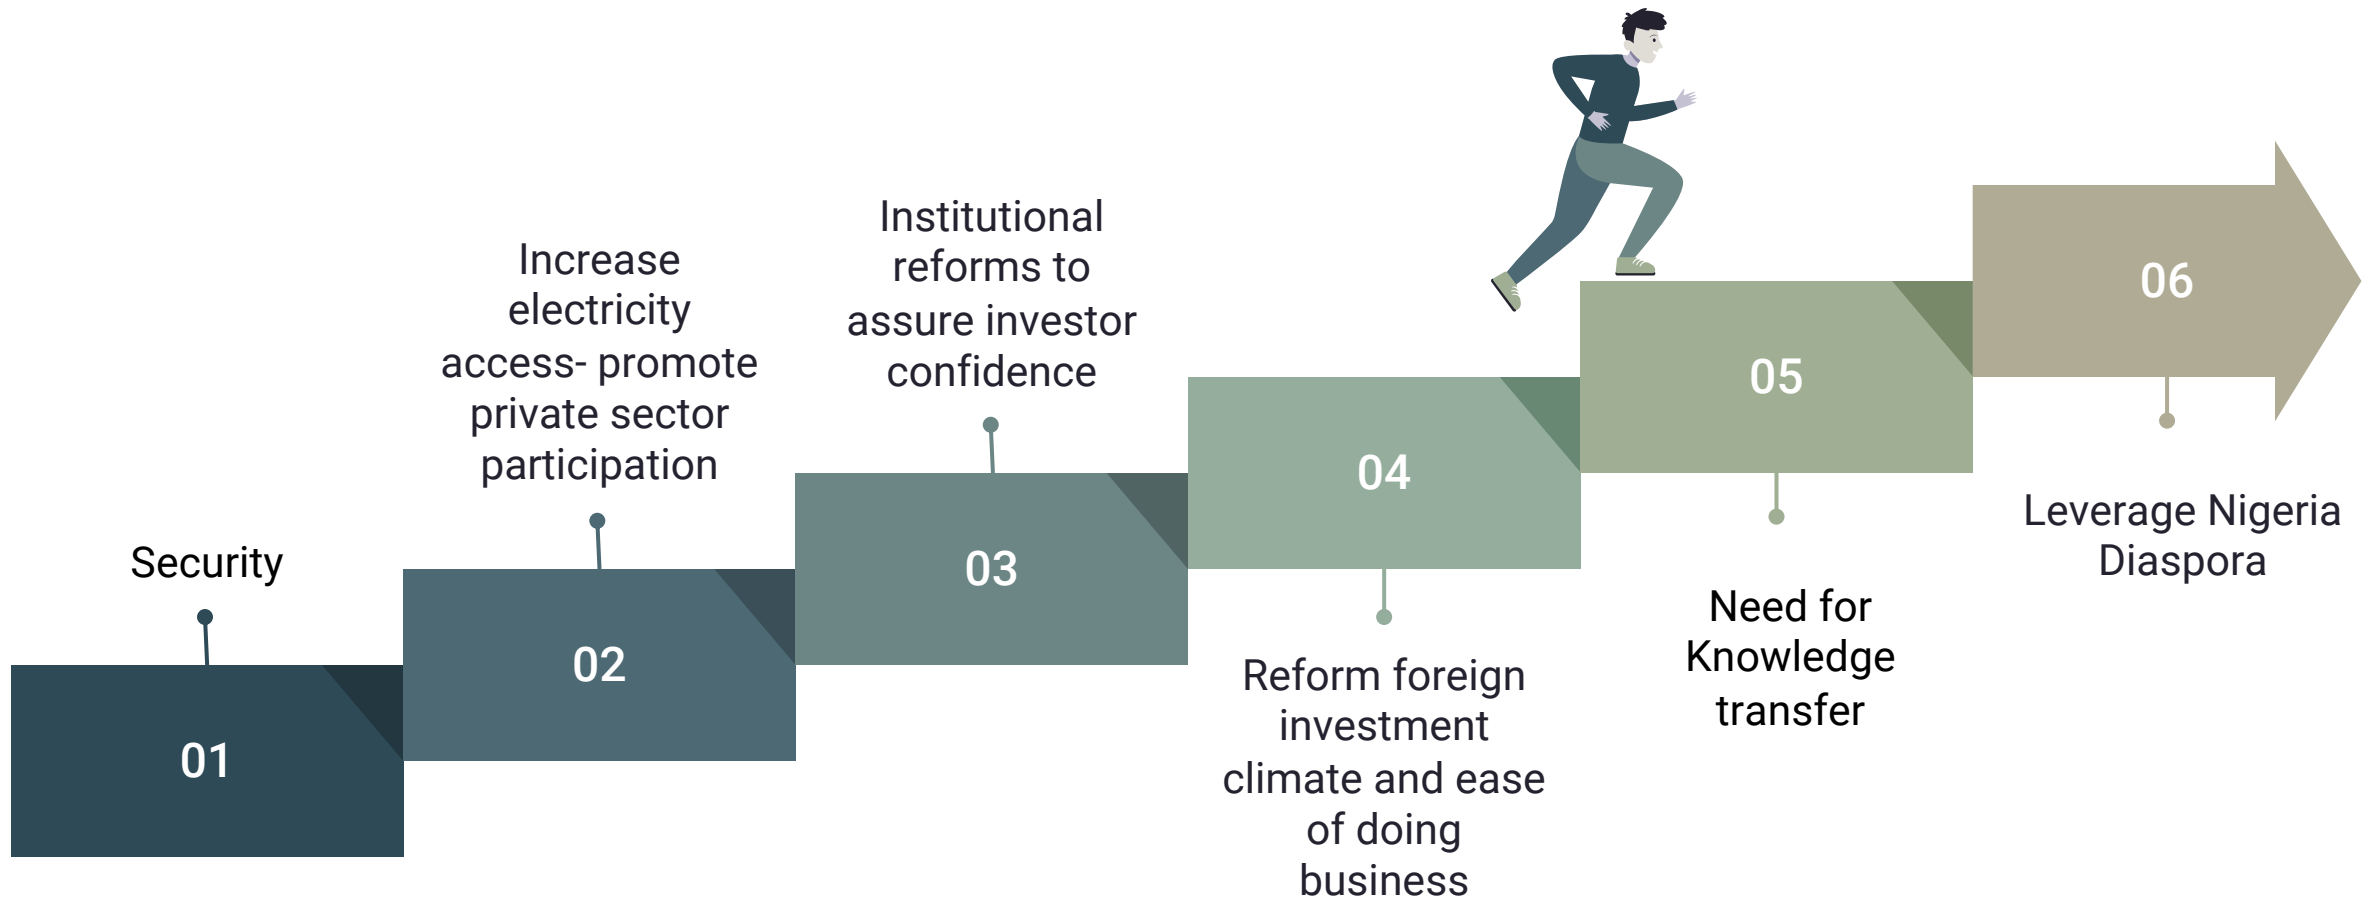 Security
01
Increase
electricity
access- promote
private sector
participation
02
Institutional
reforms to
assure investor
confidence
03
04
Reform foreign
investment
climate and ease
of doing
business
05
Need for
Knowledge
transfer
06
Leverage Nigeria
Diaspora